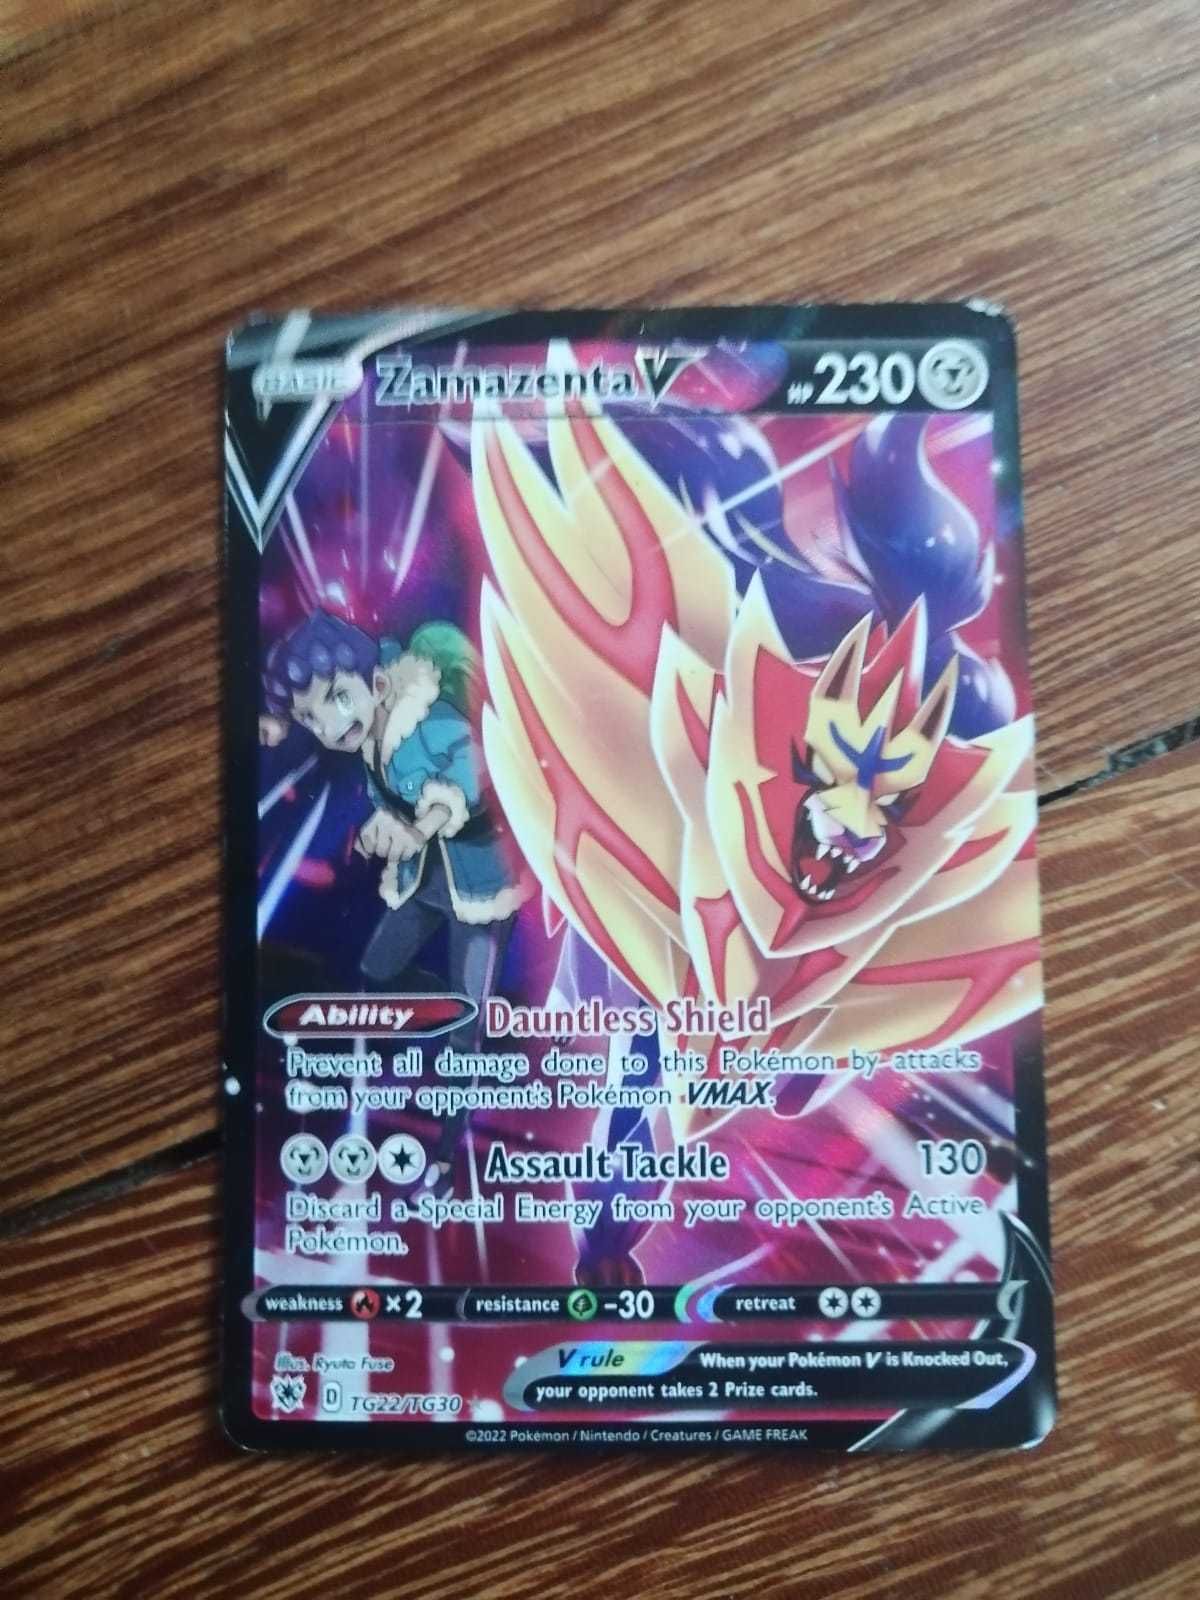 BASIC Zamazenta V HP 230
Ability Dauntless Shield
Prevent all damage done to this Pokémon by attacks
from your opponent's Pokémon VMAX.
Assault Tackle 130
Discard a Special Energy from your opponent's Active
Pokémon.
weakness ×2 resistance -30 retreat
Illus. Ryuta Fuse
V rule When your Pokémon V is Knocked Out,
your opponent takes 2 Prize cards.
D TG22/TG30
©2022 Pokémon / Nintendo / Creatures / GAME FREAK